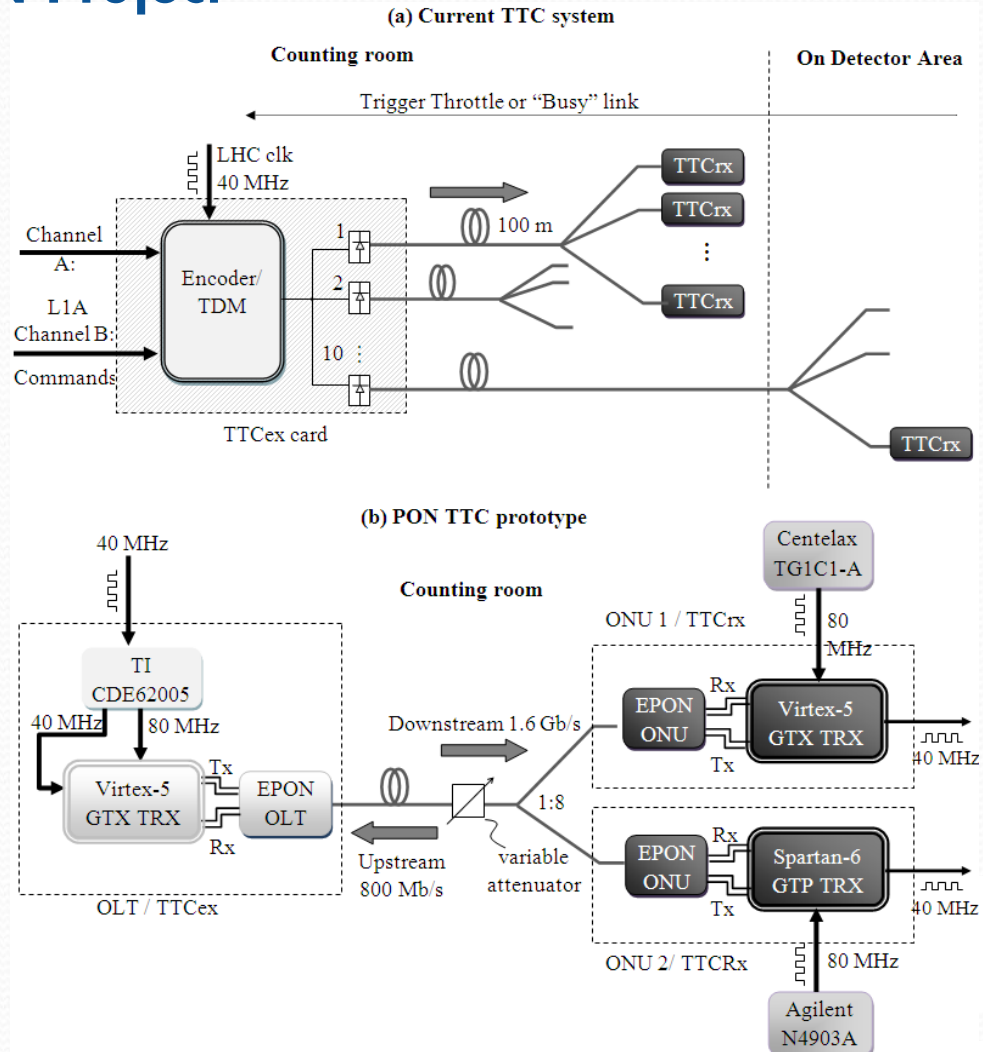 Project
(a) Current TTC system
Counting room
On Detector Area
Trigger Throttle or “Busy” link
LHC clk
40 MHz
Channel
A:
L1A
Channel B:
Commands
Encoder/
TDM
1
2
10 ⋮
100 m
TTCrx
TTCrx
⋮
TTCrx
TTCrx
TTCex card
(b) PON TTC prototype
40 MHz
Counting room
Centelax
TG1C1-A
ONU 1 / TTCrx
80
MHz
TI
CDE62005
40 MHz
80 MHz
Virtex-5
GTX TRX
Tx
Rx
EPON
OLT
OLT / TTCex
Downstream 1.6 Gb/s
Upstream
800 Mb/s
variable
attenuator
1:8
EPON
ONU
Rx
Tx
Virtex-5
GTX TRX
40 MHz
EPON
ONU
Rx
Tx
Spartan-6
GTP TRX
40 MHz
ONU 2/ TTCRx
80 MHz
Agilent
N4903A